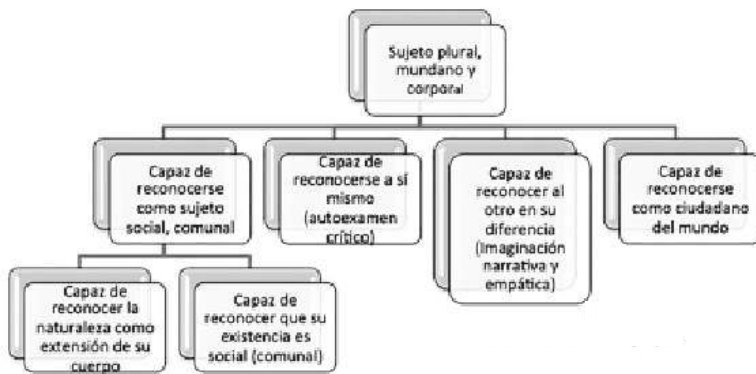 Sujeto plural,
mundano y
corporal
Capaz de
reconocerse
como sujeto
social, comunal
Capaz de
reconocerse a sí
mismo
(autoexamen
crítico)
Capaz de
reconocer al
otro en su
diferencia
(Imaginación
narrativa y
empática)
Capaz de
reconocerse
como ciudadano
del mundo
Capaz de
reconocer la
naturaleza como
extensión de su
cuerpo
Capaz de
reconocer que su
existencia es
social (comunal)